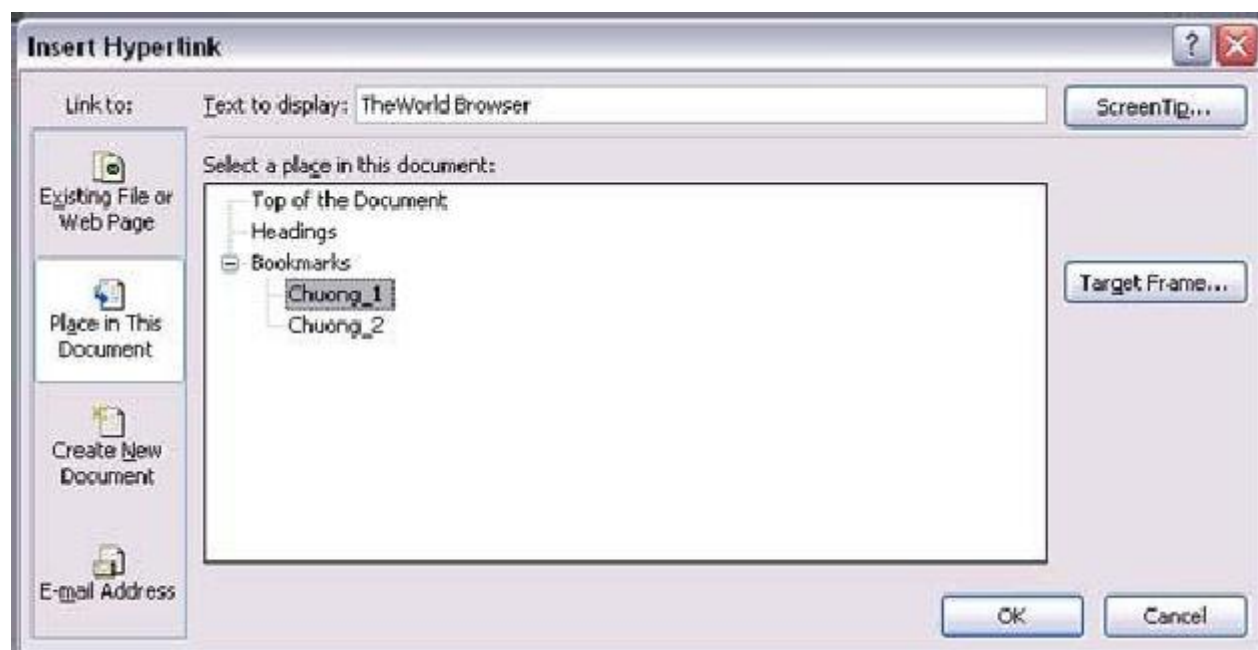 Insert Hyperlink
?
Link to:
Text to display: TheWorld Browser
ScreenTip...
Existing File or
Web Page
Place in This
Document
Create New
Document
E-mail Address
Select a place in this document:
Top of the Document
Headings
Bookmarks
Chuong_1
Chuong_2
Target Frame...
OK
Cancel